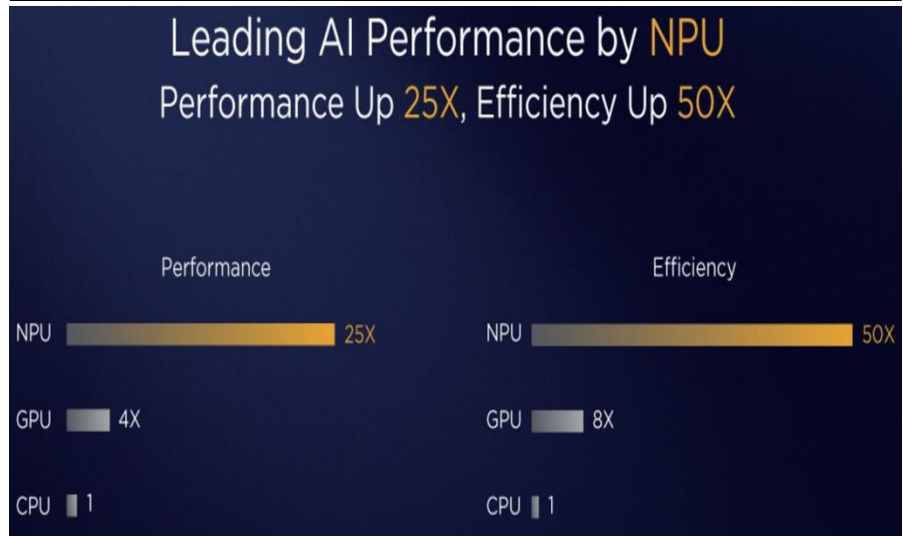 Leading AI Performance by NPU
Performance Up 25X, Efficiency Up 50X
Performance
NPU 25X
GPU 4X
CPU 1
Efficiency
NPU 50X
GPU 8X
CPU 1